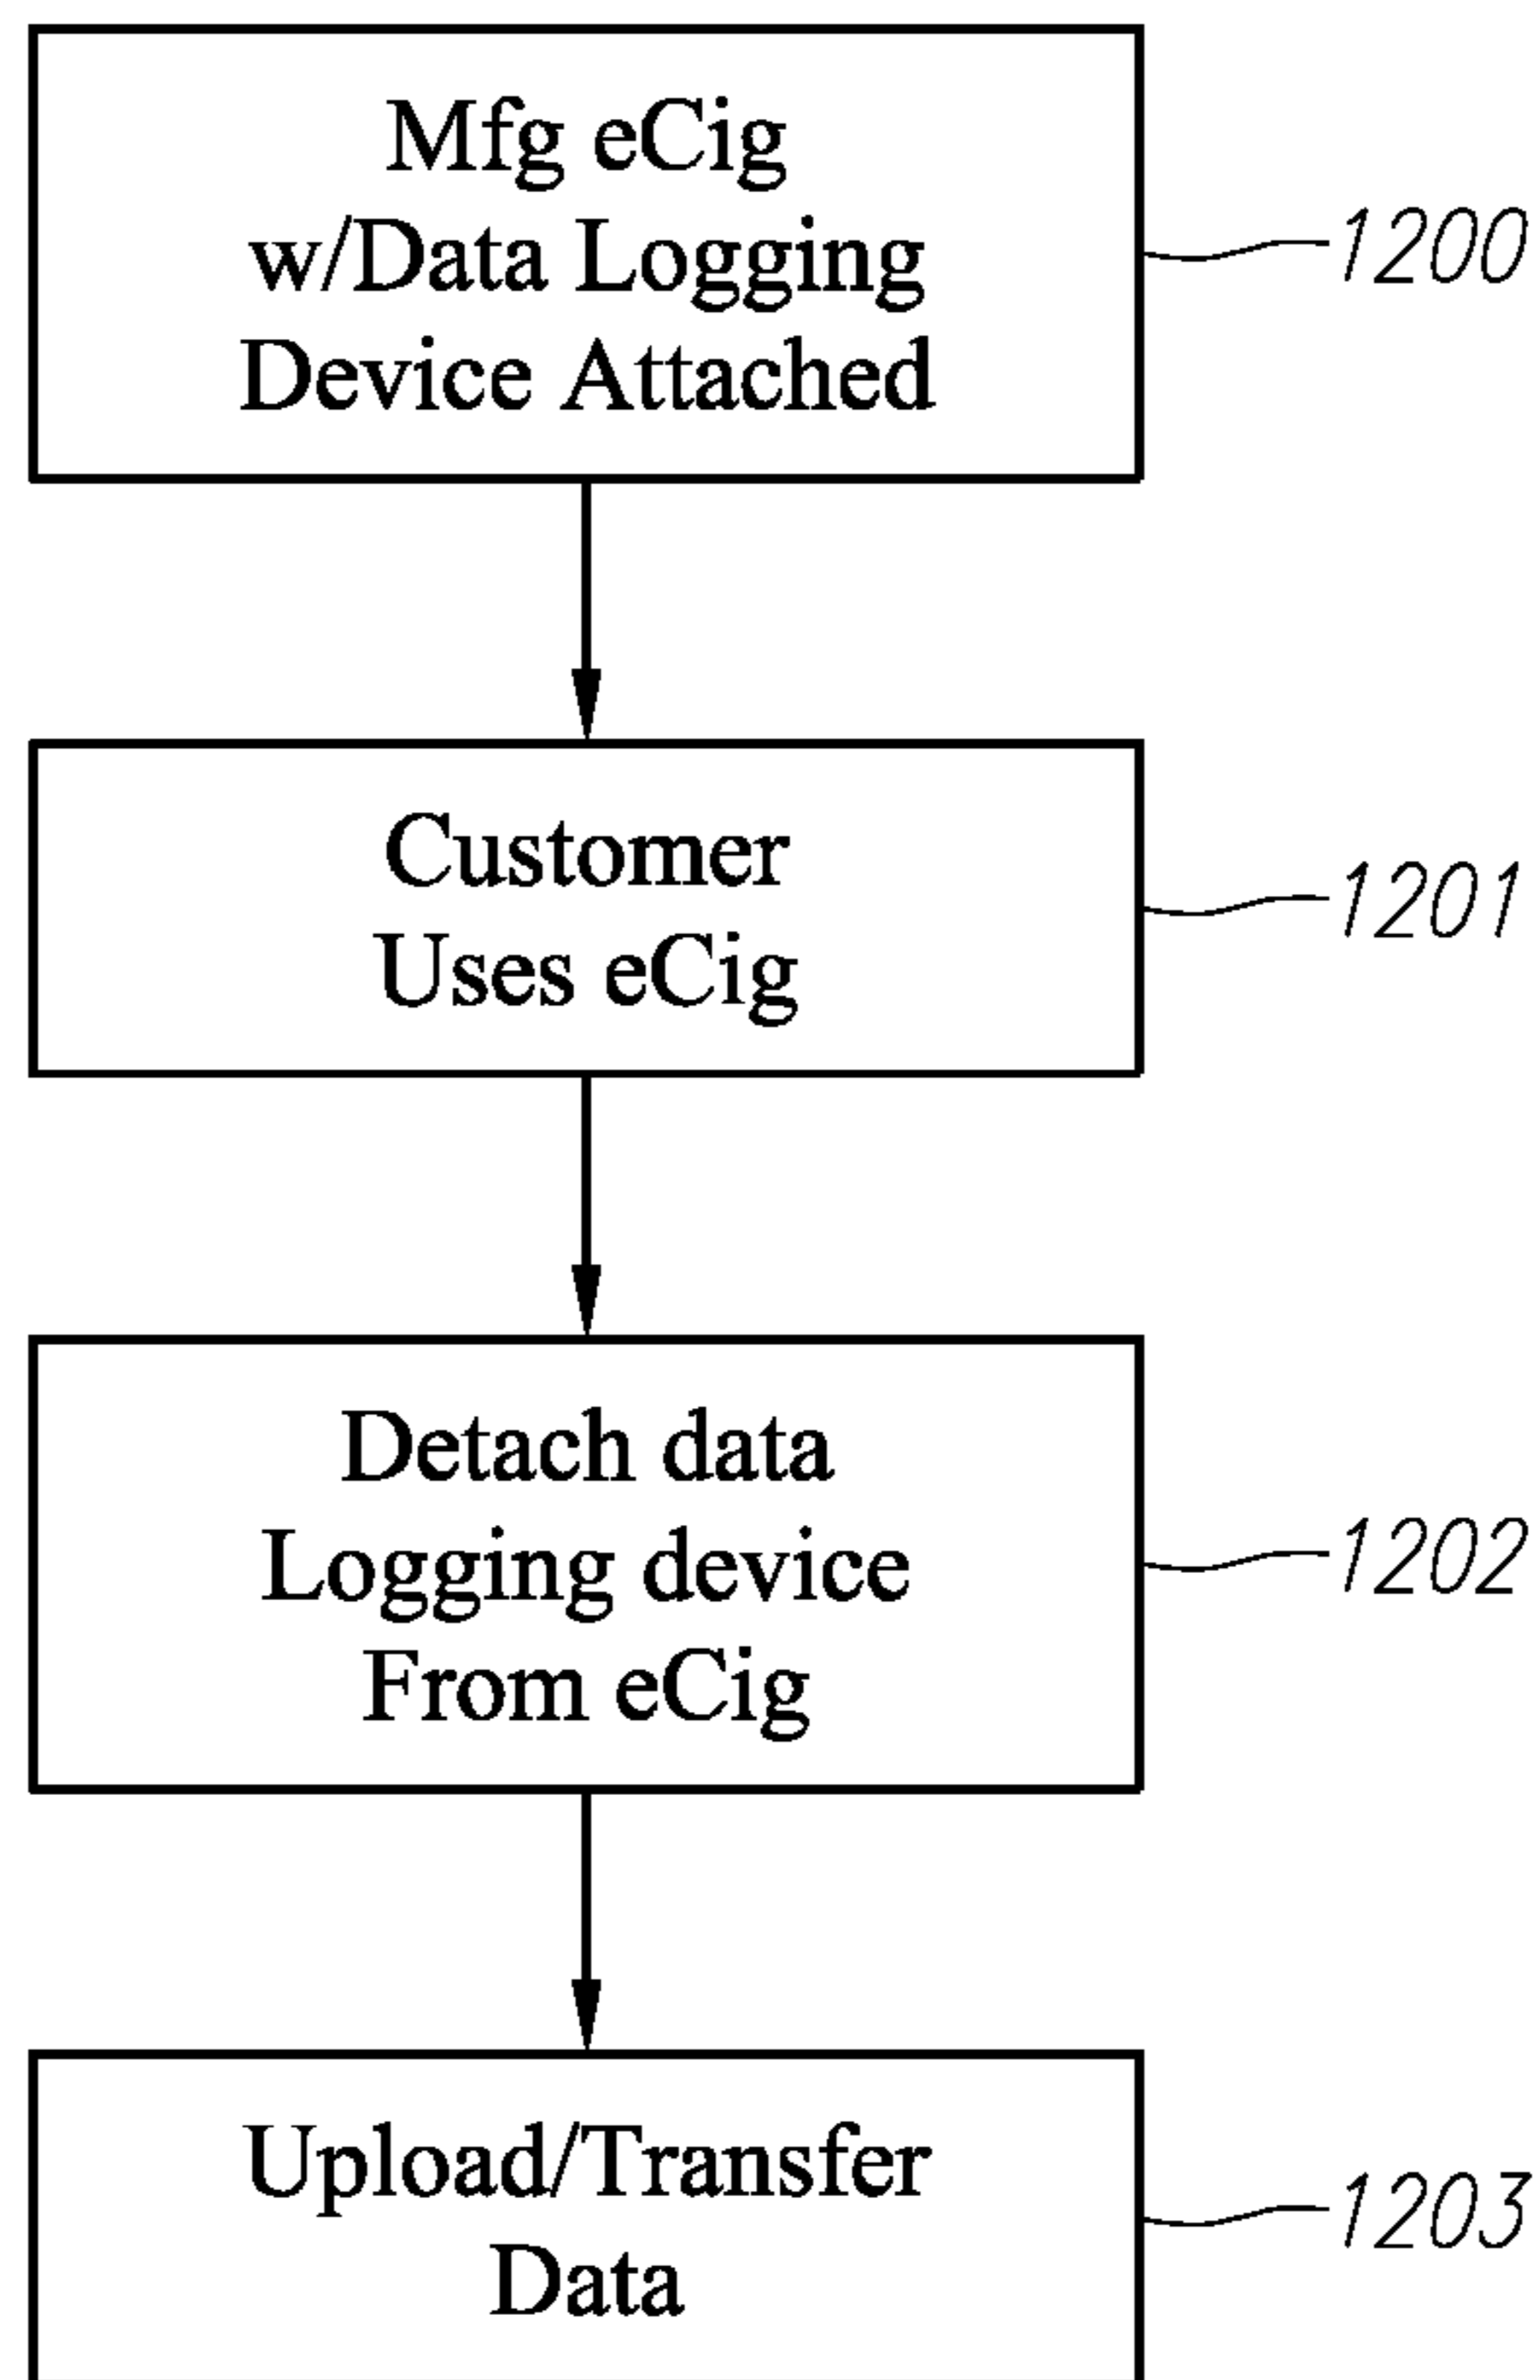 Mfg eCig
w/Data Logging
Device Attached
1200
Customer
Uses eCig
1201
Detach data
Logging device
From eCig
1202
Upload/Transfer
Data
1203